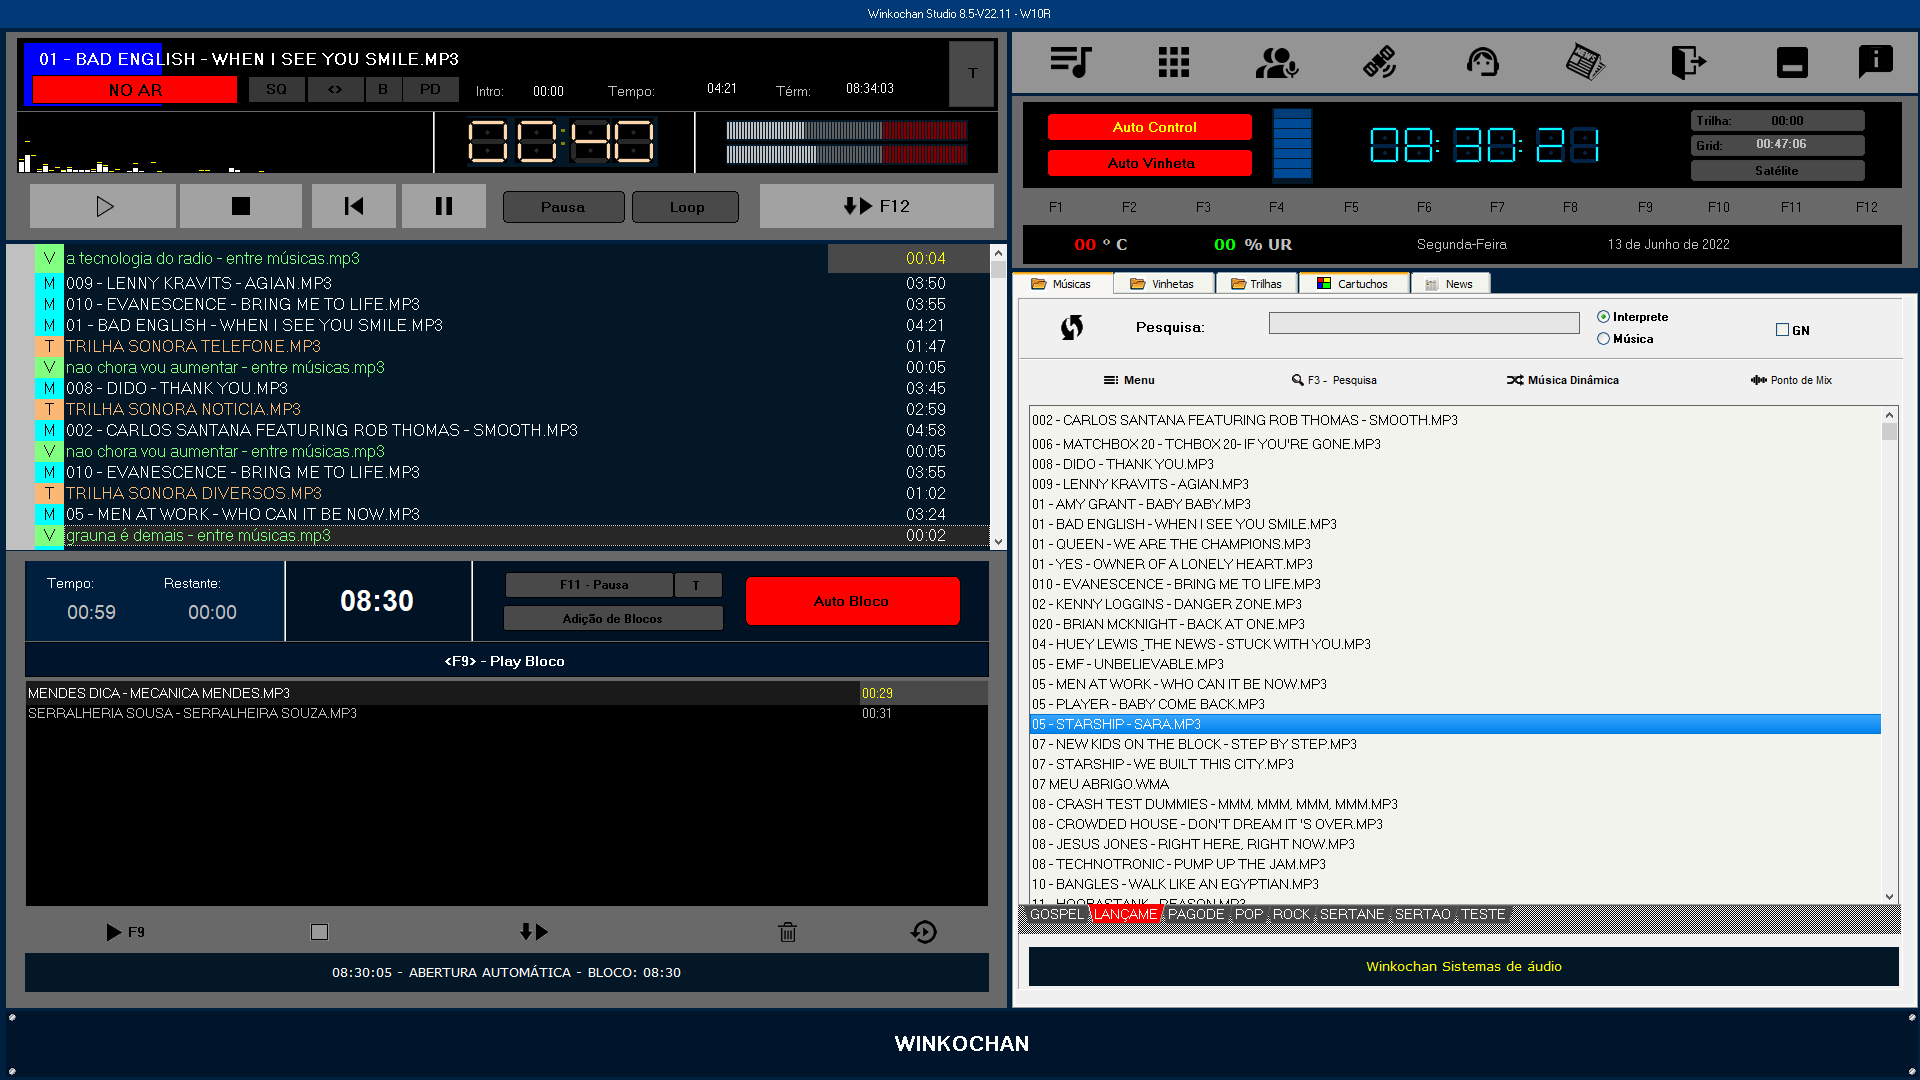 Winkochan Studio 8.5-V22.11 - W10R
01 - BAD ENGLISH - WHEN I SEE YOU SMILE.MP3
NO AR
SQ
<>
B
PD
Intro:
00:00
Tempo:
04:21
Térm:
08:34:03
T
00:40
Pausa
Loop
F12
V a tecnologia do radio - entre músicas.mp3 00:04
M 009 - LENNY KRAVITS - AGIAN.MP3 03:50
M 010 - EVANESCENCE - BRING ME TO LIFE.MP3 03:55
M 01 - BAD ENGLISH - WHEN I SEE YOU SMILE.MP3 04:21
T TRILHA SONORA TELEFONE.MP3 01:47
V nao chora vou aumentar - entre músicas.mp3 00:05
M 008 - DIDO - THANK YOU.MP3 03:45
T TRILHA SONORA NOTICIA.MP3 02:59
M 002 - CARLOS SANTANA FEATURING ROB THOMAS - SMOOTH.MP3 04:58
V nao chora vou aumentar - entre músicas.mp3 00:05
M 010 - EVANESCENCE - BRING ME TO LIFE.MP3 03:55
T TRILHA SONORA DIVERSOS.MP3 01:02
M 05 - MEN AT WORK - WHO CAN IT BE NOW.MP3 03:24
V grauna é demais - entre músicas.mp3 00:02
Tempo:
00:59
Restante:
00:00
08:30
F11 - Pausa
T
Adição de Blocos
Auto Bloco
<F9> - Play Bloco
MENDES DICA - MECANICA MENDES.MP3 00:29
SERRALHERIA SOUSA - SERRALHEIRA SOUZA.MP3 00:31
F9
08:30:05 - ABERTURA AUTOMÁTICA - BLOCO: 08:30
NEWS
Auto Control
Auto Vinheta
08:30:21
Trilha: 00:00
Grid: 00:47:06
Satélite
F1 F2 F3 F4 F5 F6 F7 F8 F9 F10 F11 F12
00 º C
00 % UR
Segunda-Feira
13 de Junho de 2022
Músicas
Vinhetas
Trilhas
Cartuchos
News
Pesquisa:
Interprete
Música
GN
Menu
F3 - Pesquisa
Música Dinâmica
Ponto de Mix
002 - CARLOS SANTANA FEATURING ROB THOMAS - SMOOTH.MP3
006 - MATCHBOX 20 - TCHBOX 20- IF YOU'RE GONE.MP3
008 - DIDO - THANK YOU.MP3
009 - LENNY KRAVITS - AGIAN.MP3
01 - AMY GRANT - BABY BABY.MP3
01 - BAD ENGLISH - WHEN I SEE YOU SMILE.MP3
01 - QUEEN - WE ARE THE CHAMPIONS.MP3
01 - YES - OWNER OF A LONELY HEART.MP3
010 - EVANESCENCE - BRING ME TO LIFE.MP3
02 - KENNY LOGGINS - DANGER ZONE.MP3
020 - BRIAN MCKNIGHT - BACK AT ONE.MP3
04 - HUEY LEWIS _THE NEWS - STUCK WITH YOU.MP3
05 - EMF - UNBELIEVABLE.MP3
05 - MEN AT WORK - WHO CAN IT BE NOW.MP3
05 - PLAYER - BABY COME BACK.MP3
05 - STARSHIP - SARA.MP3
07 - NEW KIDS ON THE BLOCK - STEP BY STEP.MP3
07 - STARSHIP - WE BUILT THIS CITY.MP3
07 MEU ABRIGO.WMA
08 - CRASH TEST DUMMIES - MMM, MMM, MMM, MMM.MP3
08 - CROWDED HOUSE - DON'T DREAM IT 'S OVER.MP3
08 - JESUS JONES - RIGHT HERE, RIGHT NOW.MP3
08 - TECHNOTRONIC - PUMP UP THE JAM.MP3
10 - BANGLES - WALK LIKE AN EGYPTIAN.MP3
11 - HOOBASTANK - REASON.MP3
GOSPEL LANÇAME PAGODE POP ROCK SERTANE SERTAO TESTE
Winkochan Sistemas de áudio
WINKOCHAN